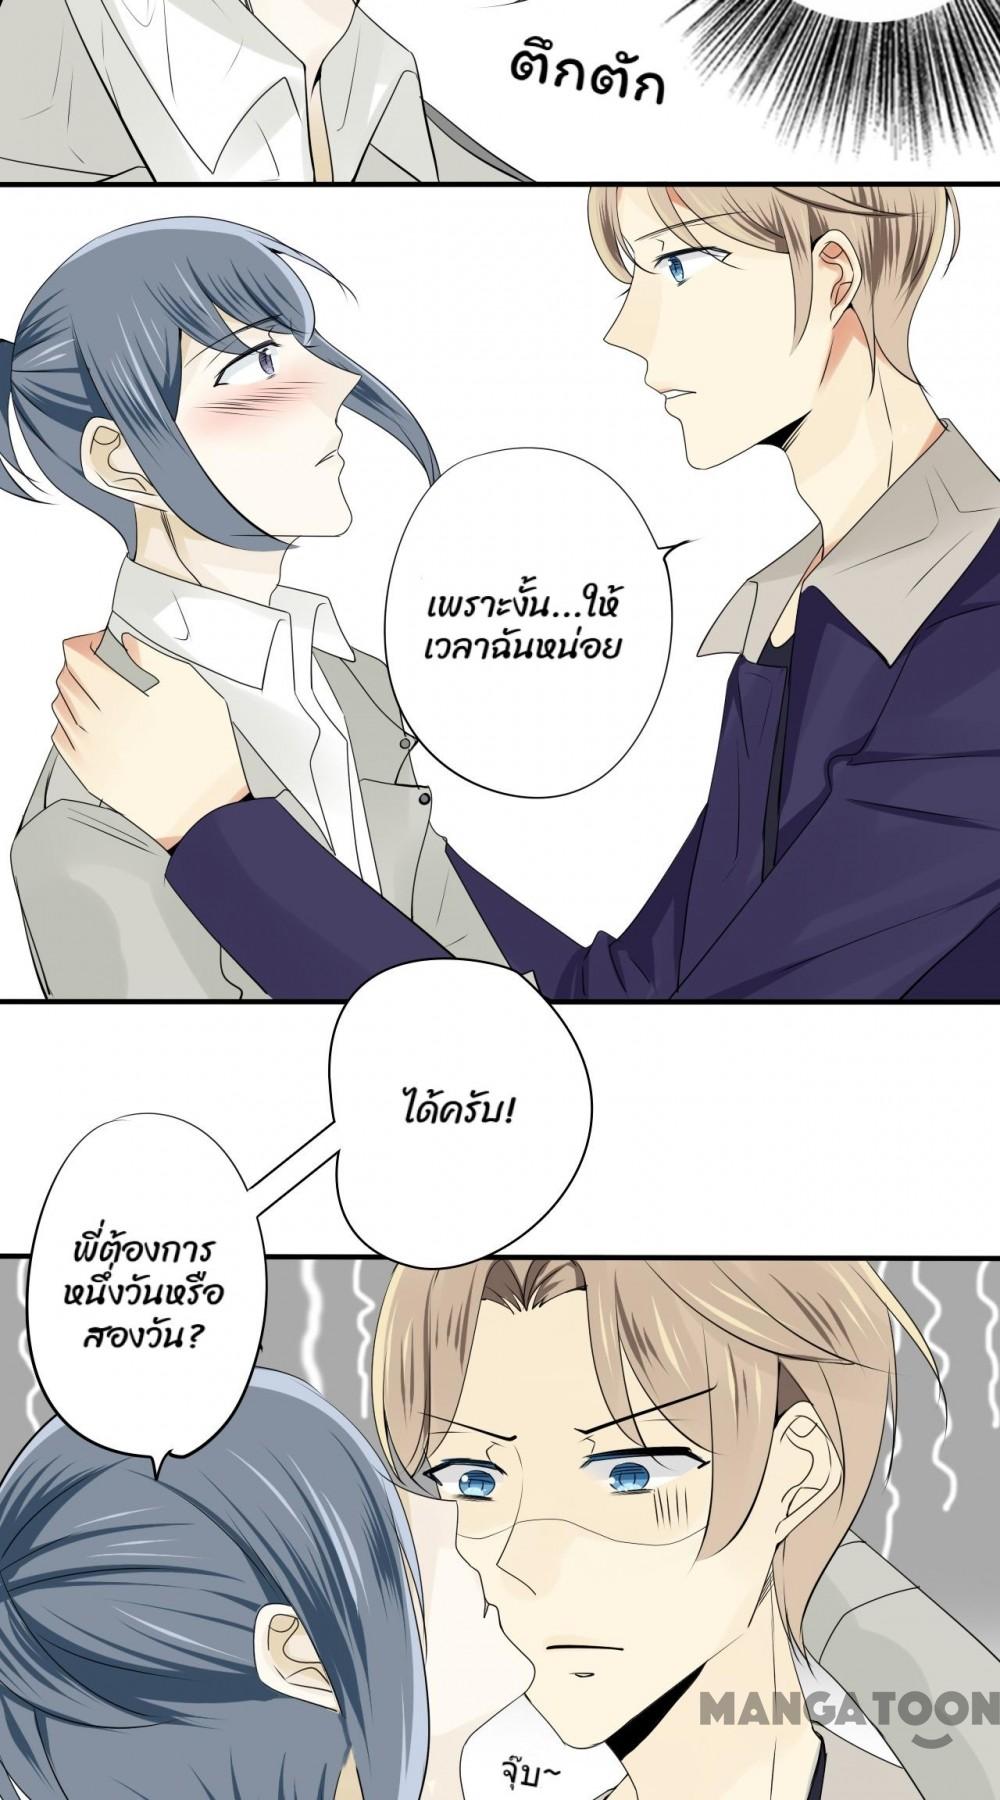 ตึกตัก
เพราะงั้น...ให้
เวลาฉันหน่อย
ได้ครับ!
พี่ต้องการ
หนึ่งวันหรือ
สองวัน?
MANGATOON
จุ๊บ~